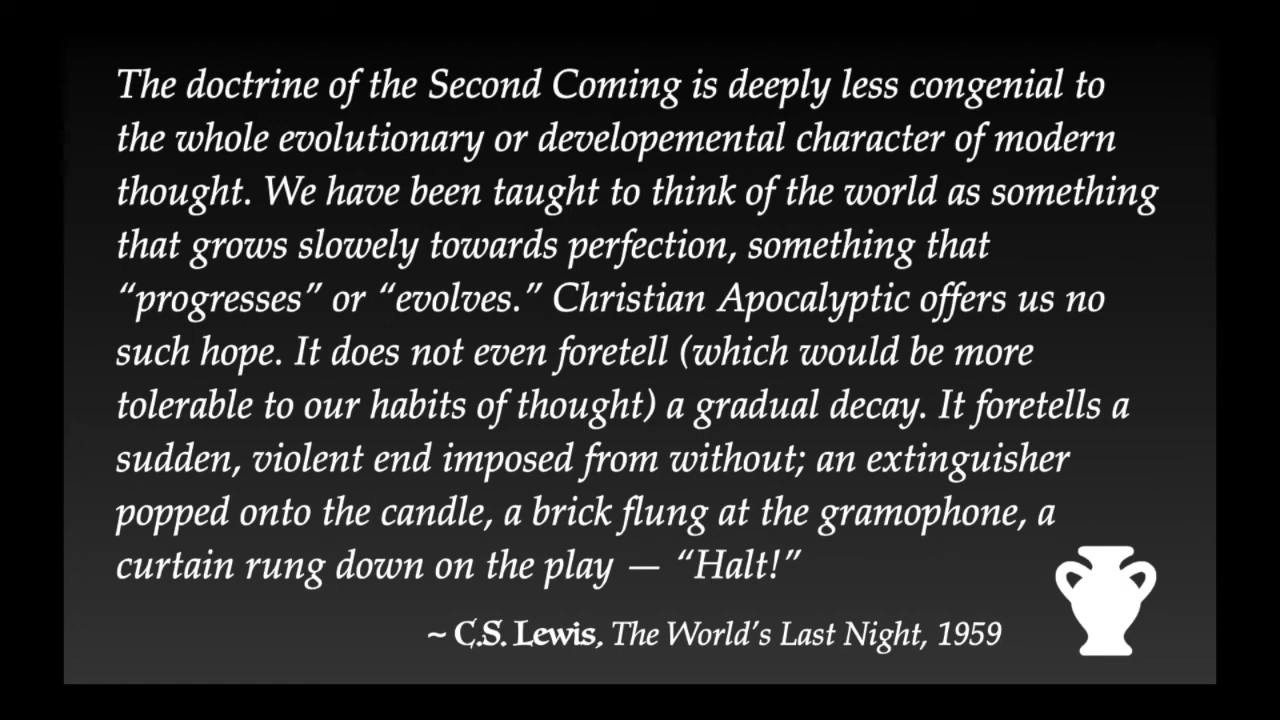 The doctrine of the Second Coming is deeply less congenial to
the whole evolutionary or developemental character of modern
thought. We have been taught to think of the world as something
that grows slowely towards perfection, something that
“progresses” or “evolves.” Christian Apocalyptic offers us no
such hope. It does not even foretell (which would be more
tolerable to our habits of thought) a gradual decay. It foretells a
sudden, violent end imposed from without; an extinguisher
popped onto the candle, a brick flung at the gramophone, a
curtain rung down on the play — “Halt!”
~ C.S. Lewis, The World’s Last Night, 1959